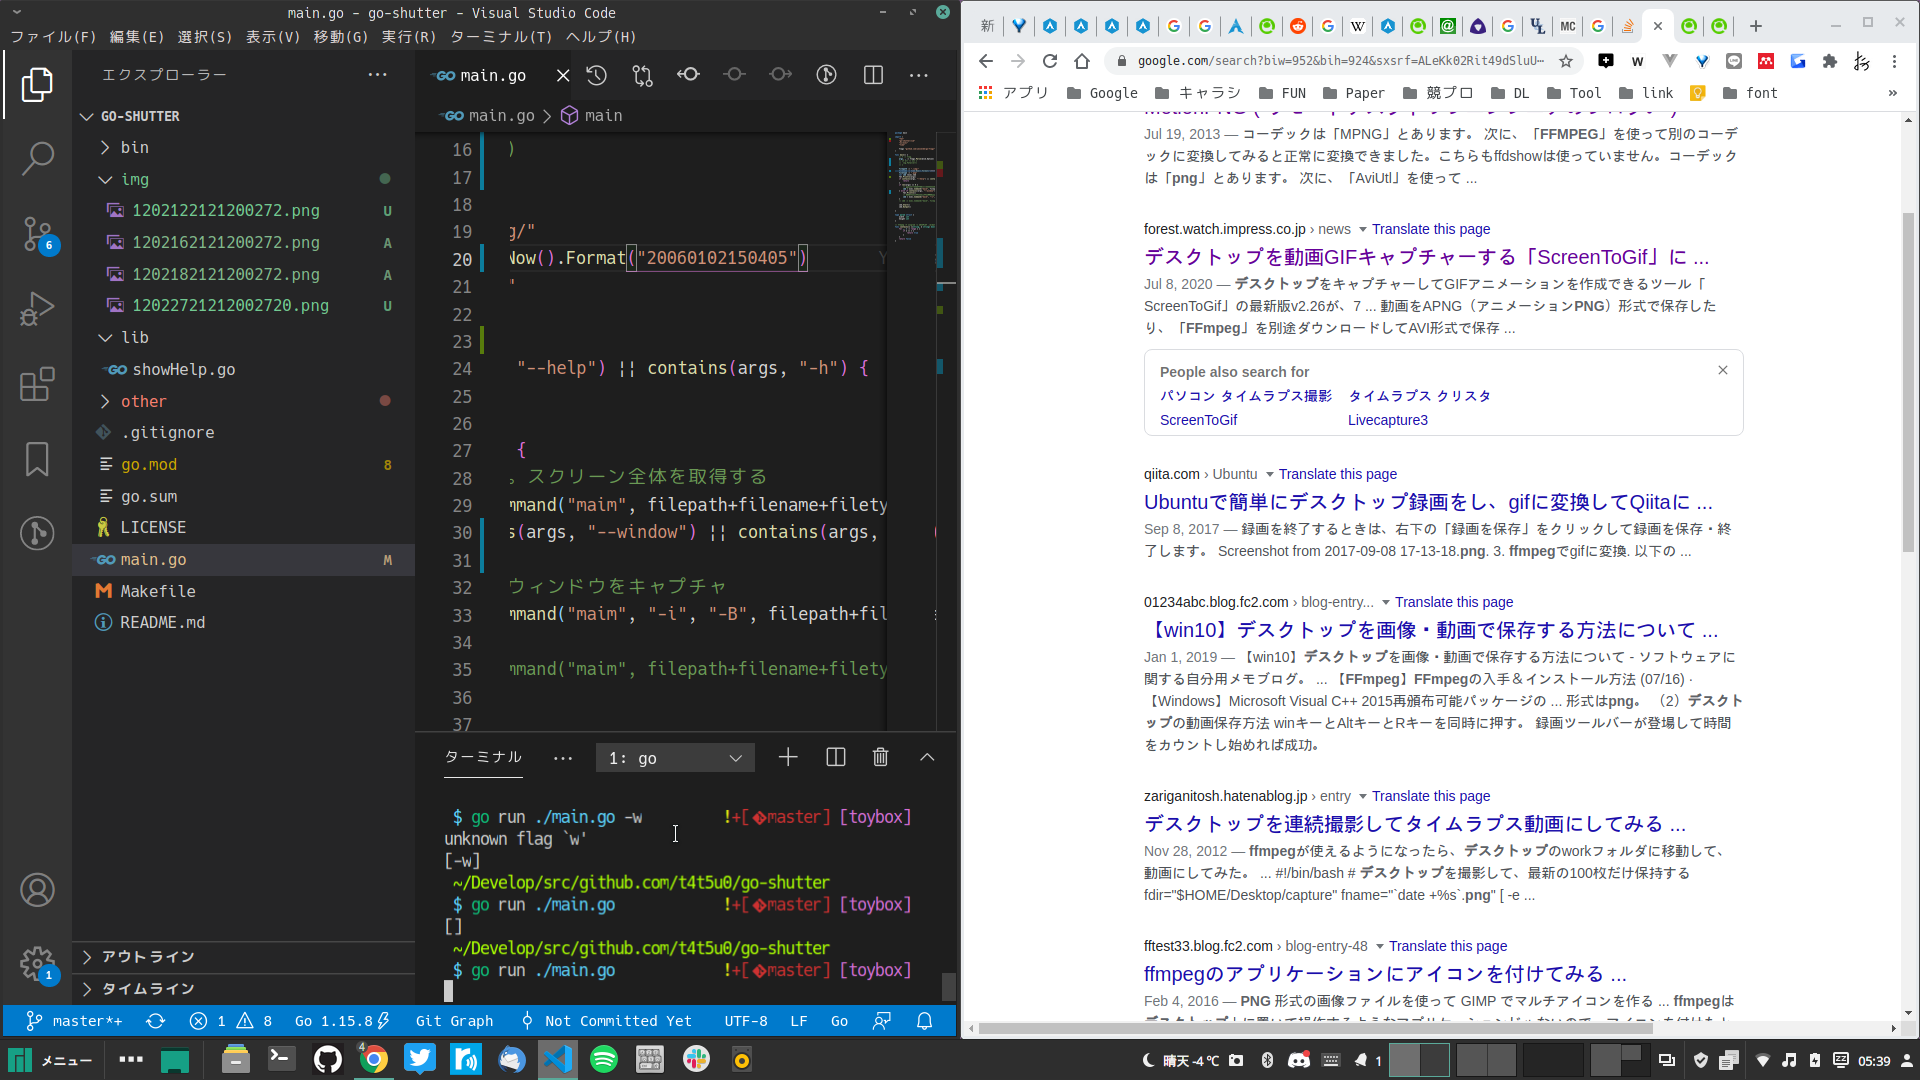 main.go - go-shutter - Visual Studio Code
ファイル(F) 編集(E) 選択(S) 表示(V) 移動(G) 実行(R) ターミナル(T) ヘルプ(H)
エクスプローラー
GO-SHUTTER
bin
img
1202122121200272.png U
1202162121200272.png A
1202182121200272.png A
12022721212002720.png U
lib
showHelp.go
other
.gitignore
go.mod 8
go.sum
LICENSE
main.go M
Makefile
README.md
アウトライン
タイムライン
6
1
main.go
main.go > main
16 )
17
18
19 g/"
20 Now().Format("20060102150405")
21 "
22
23
24 "--help") || contains(args, "-h") {
25
26
27 {
28 。スクリーン全体を取得する
29 mmand("maim", filepath+filename+filety
30 s(args, "--window") || contains(args,
31
32 ウィンドウをキャプチャ
33 mmand("maim", "-i", "-B", filepath+fil
34
35 mmand("maim", filepath+filename+filety
36
37
ターミナル
1: go
$ go run ./main.go -w !+[master] [toybox]
unknown flag `w'
[-w]
~/Develop/src/github.com/t4t5u0/go-shutter
$ go run ./main.go !+[master] [toybox]
[]
~/Develop/src/github.com/t4t5u0/go-shutter
$ go run ./main.go !+[master] [toybox]
master*+ 1 8 Go 1.15.8 Git Graph Not Committed Yet UTF-8 LF Go
新
MC
google.com/search?biw=952&bih=924&sxsrf=ALeKk02Rit49dSluU…
アプリ Google キャラシ FUN Paper 競プロ DL Tool link font »
Jul 19, 2013 — コーデックは「MPNG」とあります。 次に、「FFMPEG」を使って別のコーデ
ックに変換してみると正常に変換できました。こちらもffdshowは使っていません。コーデック
は「png」とあります。 次に、「AviUtl」を使って ...
forest.watch.impress.co.jp › news Translate this page
デスクトップを動画GIFキャプチャーする「ScreenToGif」に ...
Jul 8, 2020 — デスクトップをキャプチャーしてGIFアニメーションを作成できるツール「
ScreenToGif」の最新版v2.26が、7 ... 動画をAPNG（アニメーションPNG）形式で保存した
り、「FFmpeg」を別途ダウンロードしてAVI形式で保存 ...
People also search for
パソコン タイムラプス撮影 タイムラプス クリスタ
ScreenToGif Livecapture3
qiita.com › Ubuntu Translate this page
Ubuntuで簡単にデスクトップ録画をし、gifに変換してQiitaに ...
Sep 8, 2017 — 録画を終了するときは、右下の「録画を保存」をクリックして録画を保存・終
了します。 Screenshot from 2017-09-08 17-13-18.png. 3. ffmpegでgifに変換. 以下の ...
01234abc.blog.fc2.com › blog-entry... Translate this page
【win10】デスクトップを画像・動画で保存する方法について ...
Jan 1, 2019 — 【win10】デスクトップを画像・動画で保存する方法について - ソフトウェアに
関する自分用メモブログ。 ... 【FFmpeg】FFmpegの入手＆インストール方法 (07/16) ·
【Windows】Microsoft Visual C++ 2015再頒布可能パッケージの ... 形式はpng。 （2）デスクト
ップの動画保存方法 winキーとAltキーとRキーを同時に押す。 録画ツールバーが登場して時間
をカウントし始めれば成功。
zariganitosh.hatenablog.jp › entry Translate this page
デスクトップを連続撮影してタイムラプス動画にしてみる ...
Nov 28, 2012 — ffmpegが使えるようになったら、デスクトップのworkフォルダに移動して、
動画にしてみた。 ... #!/bin/bash # デスクトップを撮影して、最新の100枚だけ保持する
fdir="$HOME/Desktop/capture" fname="`date +%s`.png" [ -e ...
fftest33.blog.fc2.com › blog-entry-48 Translate this page
ffmpegのアプリケーションにアイコンを付けてみる ...
Feb 4, 2016 — PNG 形式の画像ファイルを使って GIMP でマルチアイコンを作る ... ffmpegは
メニュー 4 晴天 -4 ℃ 1 05:39